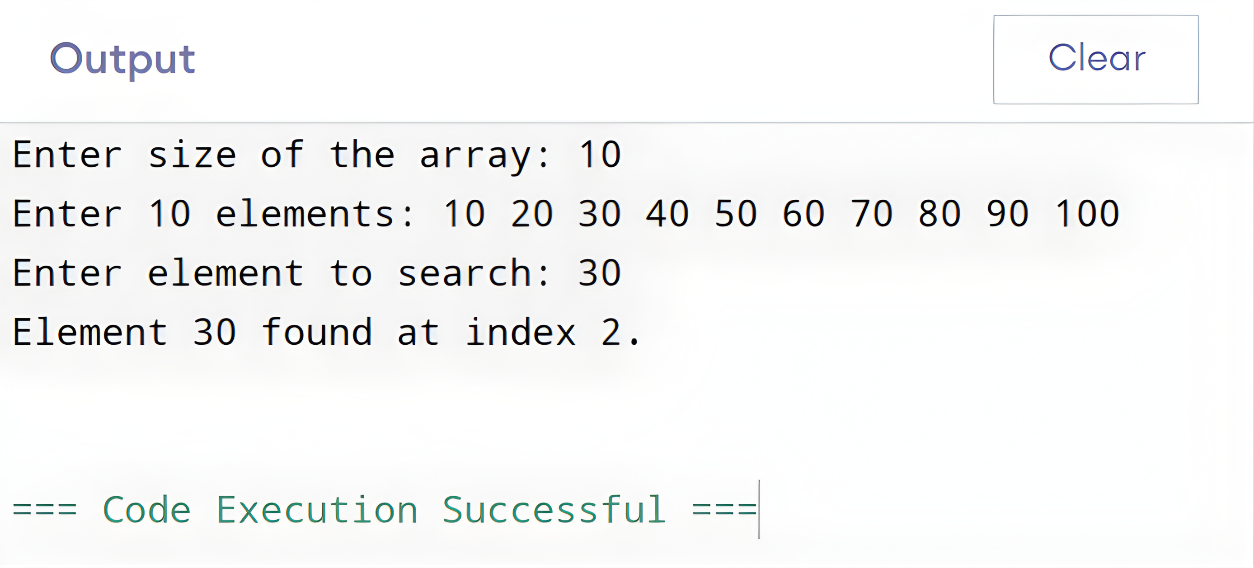 Output
Clear
Enter size of the array: 10
Enter 10 elements: 10 20 30 40 50 60 70 80 90 100
Enter element to search: 30
Element 30 found at index 2.
=== Code Execution Successful ===